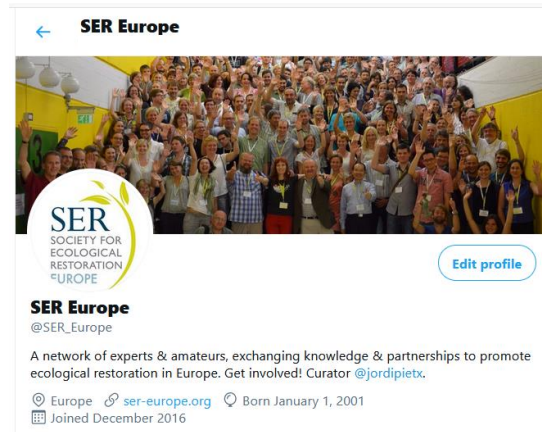 SER Europe
SER
SOCIETY FOR
ECOLOGICAL
RESTORATION
EUROPE
Edit profile
SER Europe
@SER_Europe
A network of experts & amateurs, exchanging knowledge & partnerships to promote
ecological restoration in Europe. Get involved! Curator @jordipietx.
Europe ser-europe.org Born January 1, 2001
Joined December 2016